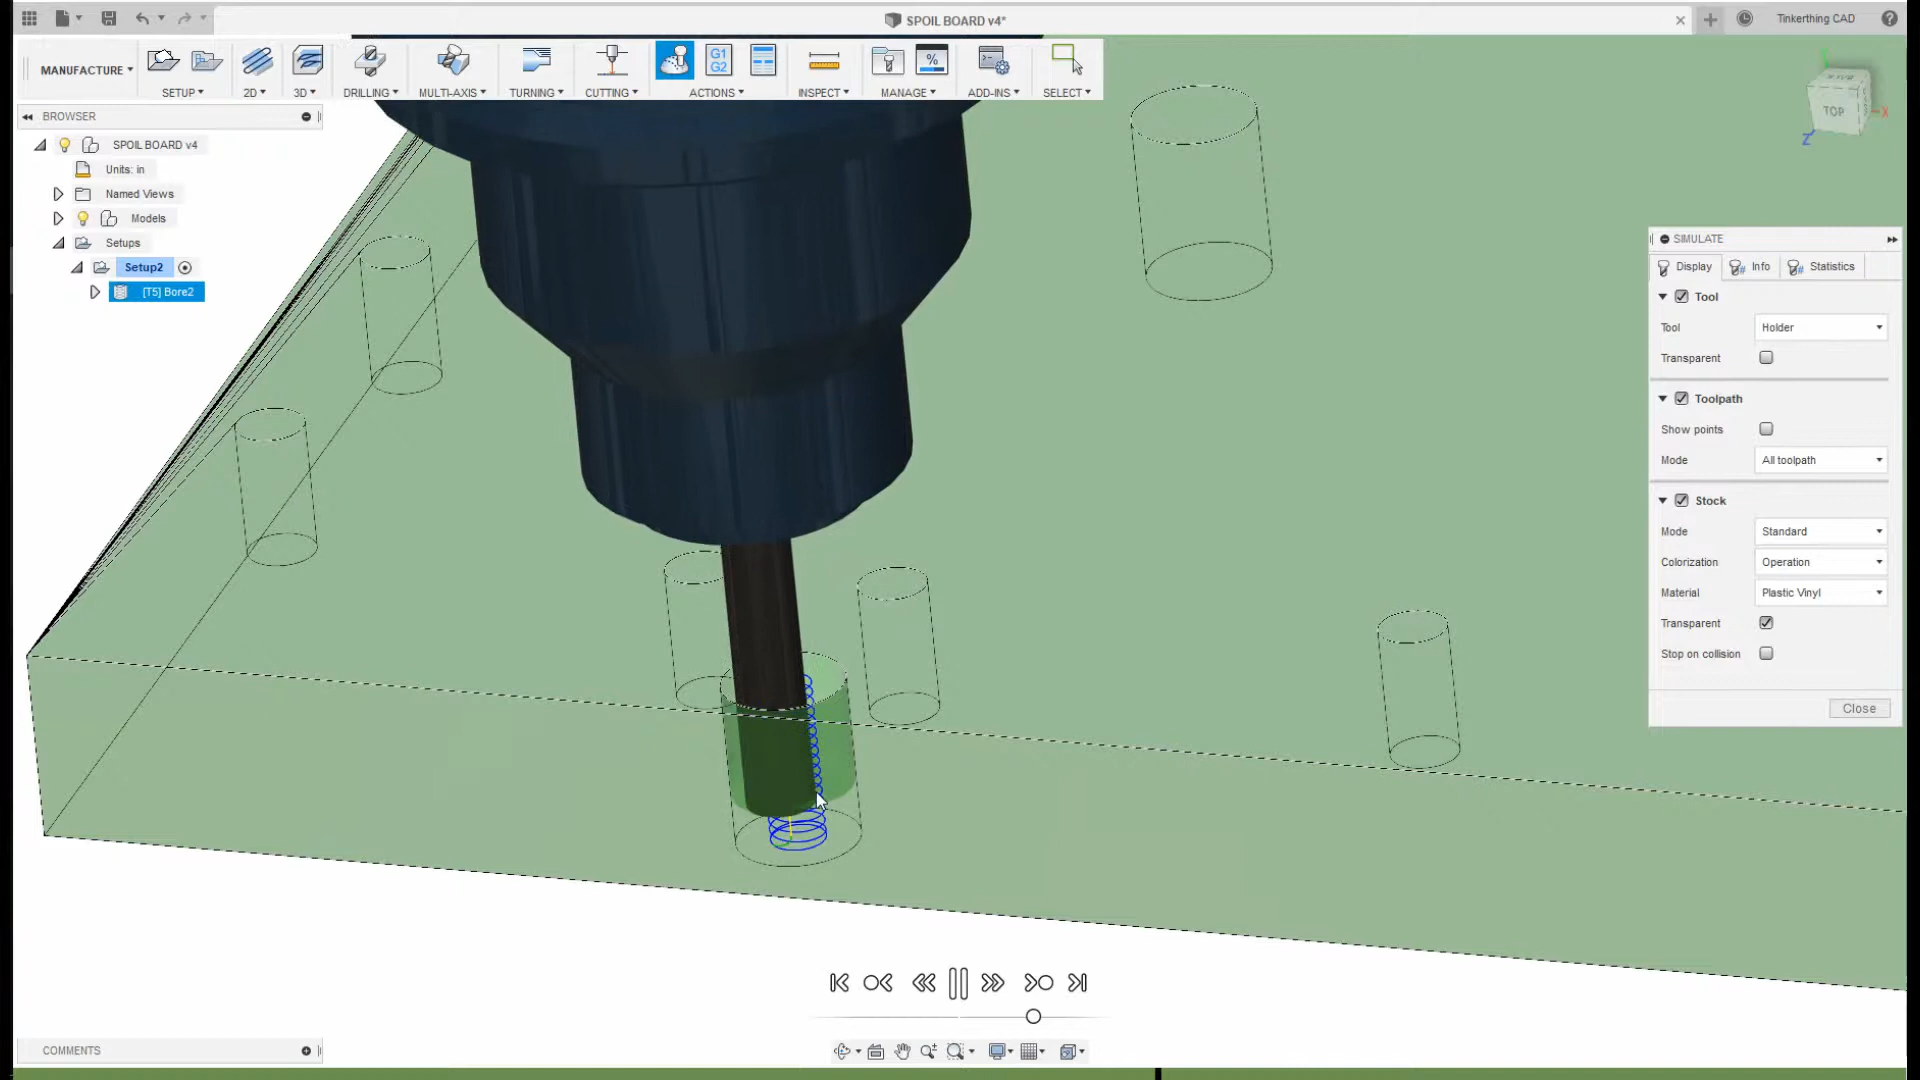 SPOIL BOARD v4*
Tinkerthing CAD
MANUFACTURE
SETUP
2D
3D
DRILLING
MULTI-AXIS
TURNING
CUTTING
G1
G2
ACTIONS
INSPECT
%
MANAGE
ADD-INS
SELECT
BROWSER
SPOIL BOARD v4
Units: in
Named Views
Models
Setups
Setup2
[T5] Bore2
BACK
TOP
X
Z
SIMULATE
Display
Info
Statistics
Tool
Tool Holder
Transparent
Toolpath
Show points
Mode All toolpath
Stock
Mode Standard
Colorization Operation
Material Plastic Vinyl
Transparent
Stop on collision
Close
COMMENTS